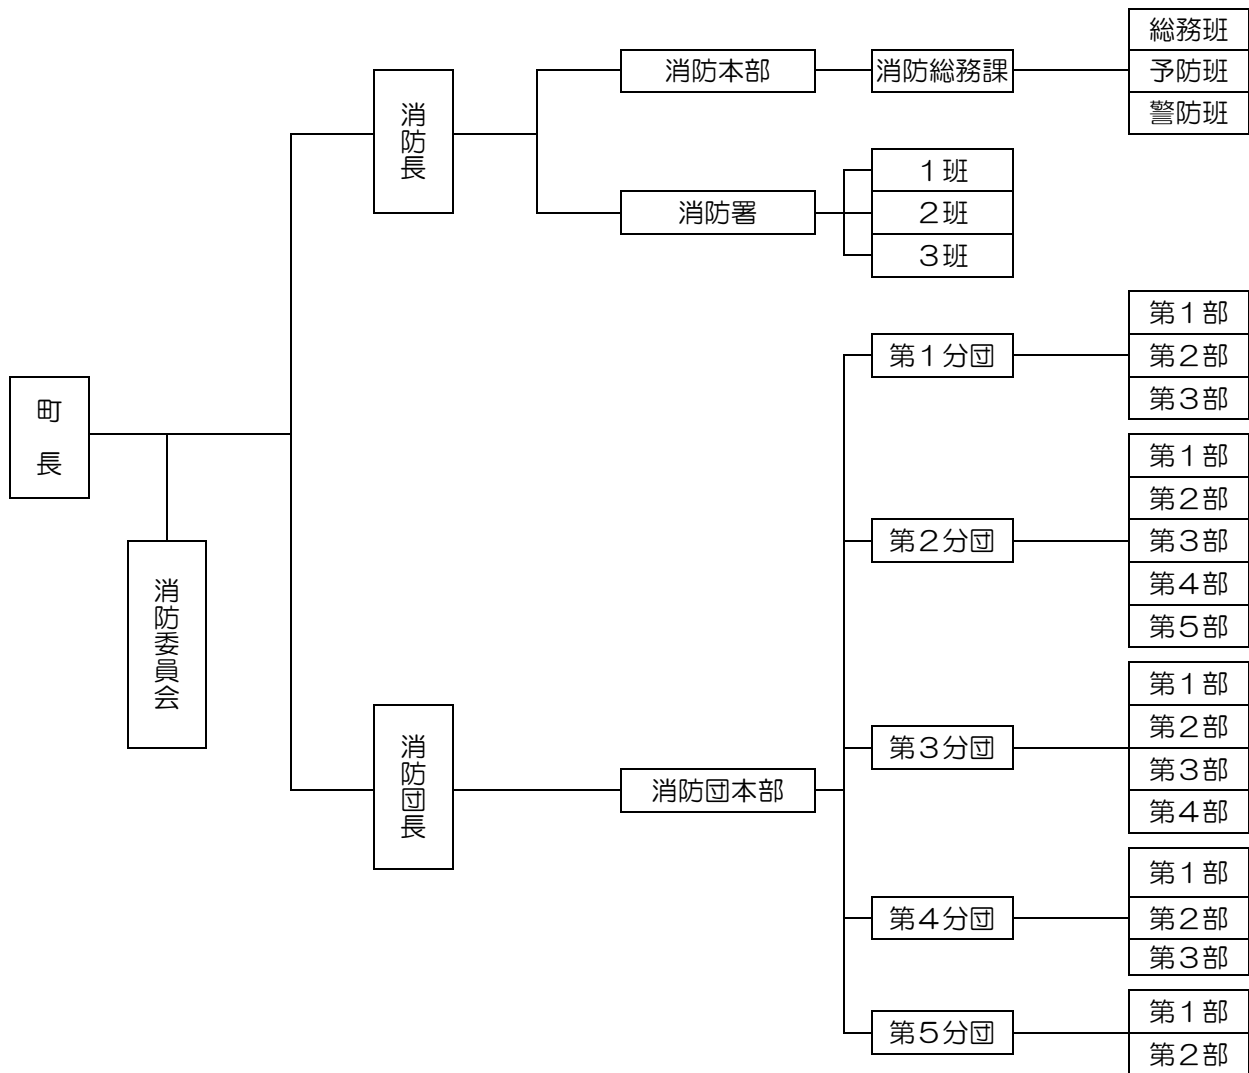 町長
消防委員会
消防長
消防本部
消防総務課
総務班
予防班
警防班
消防署
１班
２班
３班
消防団長
消防団本部
第１分団
第１部
第２部
第３部
第２分団
第１部
第２部
第３部
第４部
第５部
第３分団
第１部
第２部
第３部
第４部
第４分団
第１部
第２部
第３部
第５分団
第１部
第２部